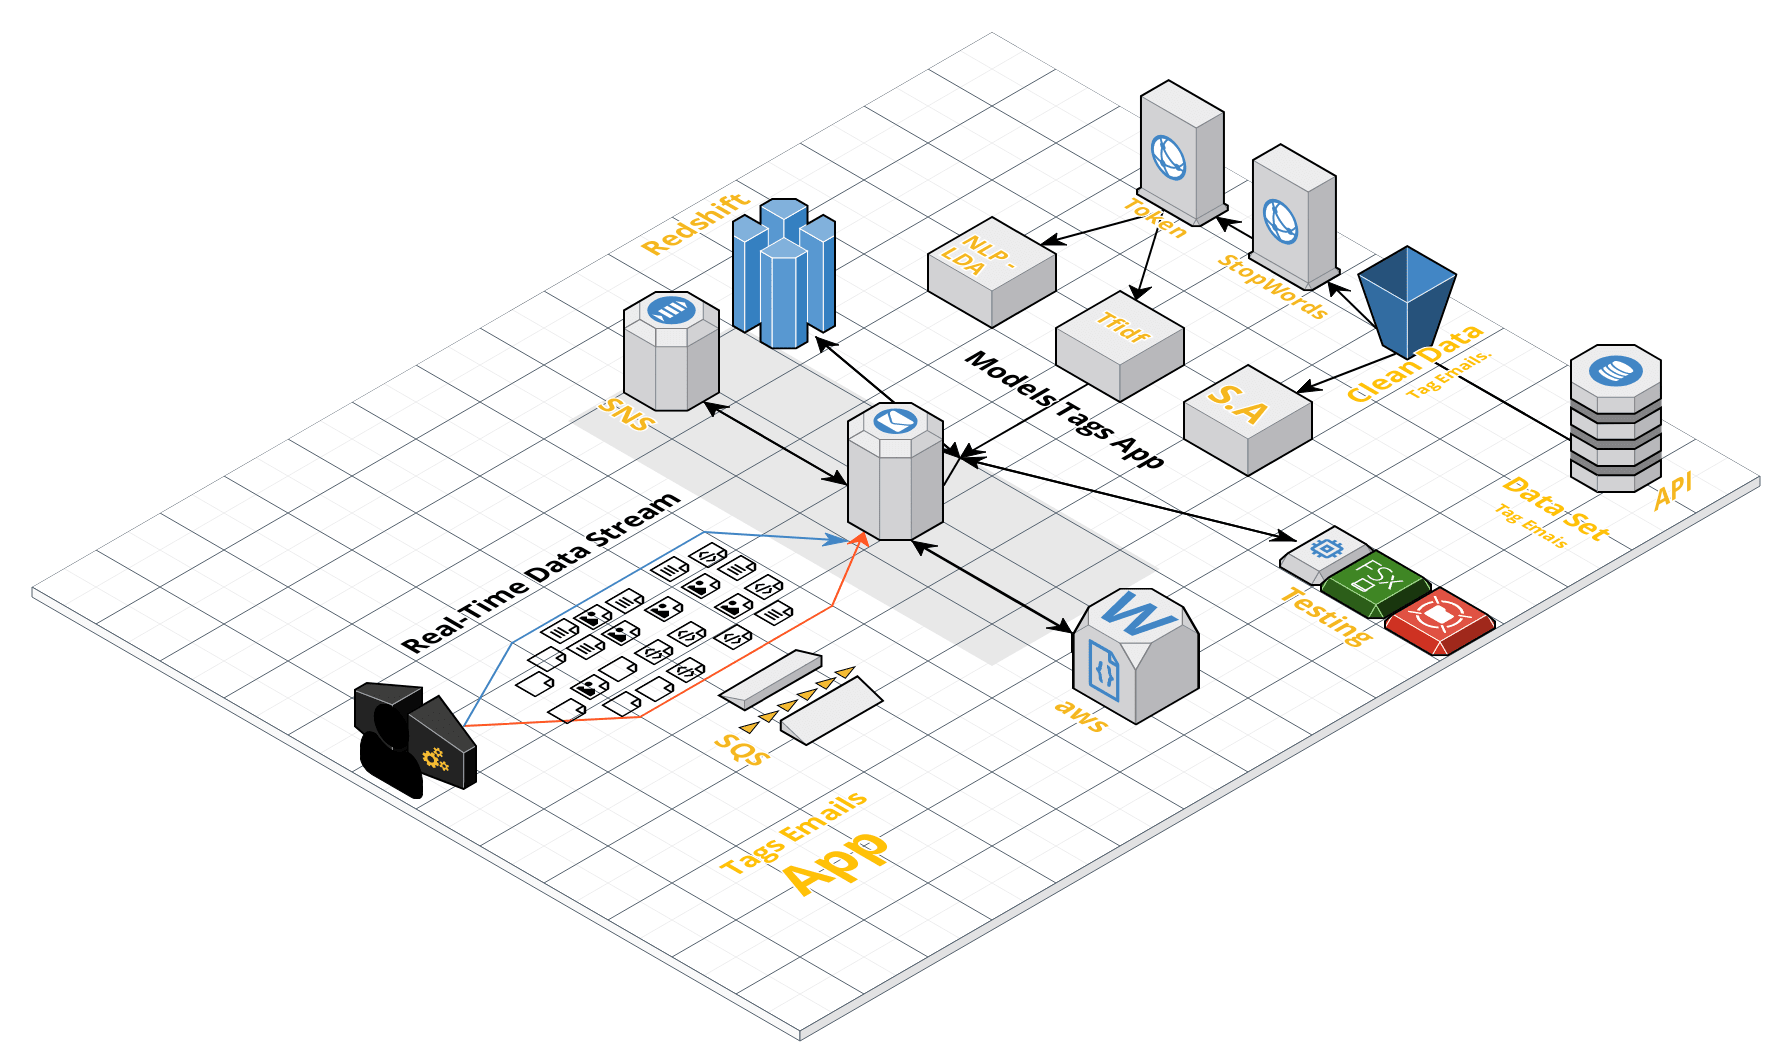 Token
StopWords
Redshift
NLP -
LDA
Tfidf
Clean Data
Tag Emails.
S.A
Models Tags App
SNS
API
Data Set
Tag Emais
Real-Time Data Stream
FSx
Testing
W
aws
SQS
Tags Emails
App